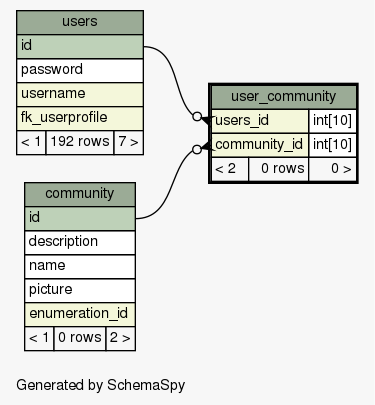 users
id
password
username
fk_userprofile
< 1 192 rows 7 >
user_community
users_id int[10]
community_id int[10]
< 2 0 rows 0 >
community
id
description
name
picture
enumeration_id
< 1 0 rows 2 >
Generated by SchemaSpy